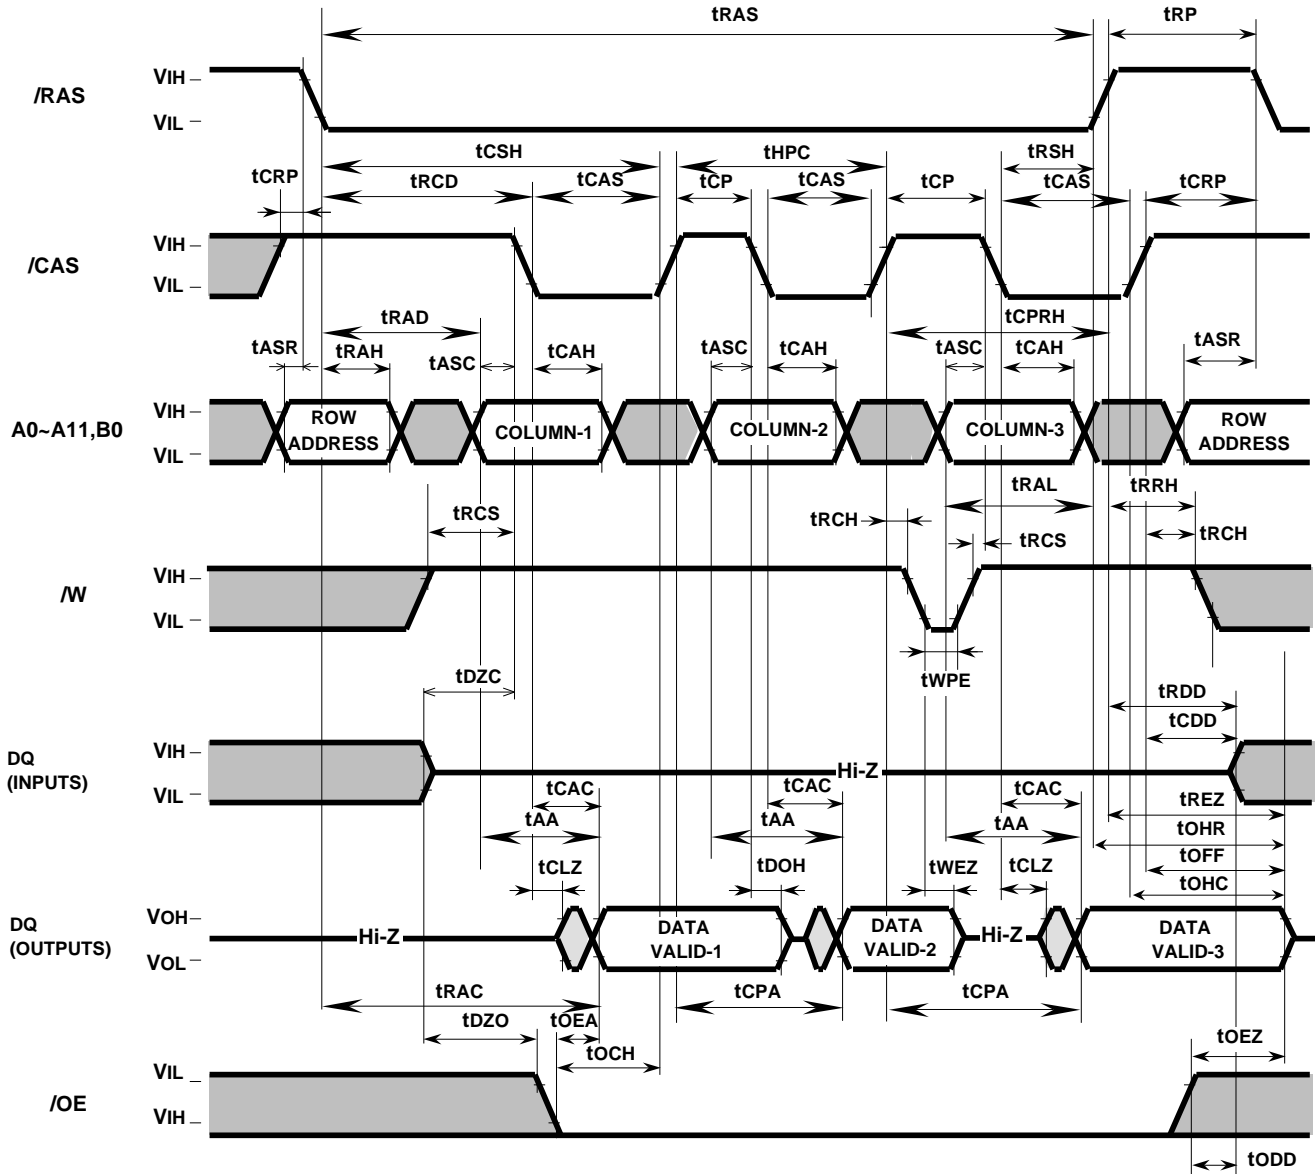 tRAS
tRP
/RAS
VIH
VIL
tCSH
tHPC
tRSH
tCRP
tRCD
tCAS
tCP
tCAS
tCP
tCAS
tCRP
/CAS
VIH
VIL
tRAD
tCPRH
tASR
tRAH
tASC
tCAH
tASC
tCAH
tASC
tCAH
tASR
A0~A11,B0
VIH
VIL
ROW
ADDRESS
COLUMN-1
COLUMN-2
COLUMN-3
ROW
ADDRESS
tRAL
tRRH
tRCS
tRCH
tRCS
tRCH
/W
VIH
VIL
tDZC
tWPE
tRDD
tCDD
DQ
(INPUTS)
VIH
VIL
Hi-Z
tCAC
tCAC
tCAC
tREZ
tAA
tAA
tAA
tOHR
tCLZ
tDOH
tWEZ
tCLZ
tOFF
tOHC
DQ
(OUTPUTS)
VOH
VOL
Hi-Z
DATA
VALID-1
DATA
VALID-2
Hi-Z
DATA
VALID-3
tRAC
tCPA
tCPA
tDZO
tOEA
tOCH
tOEZ
/OE
VIL
VIH
tODD